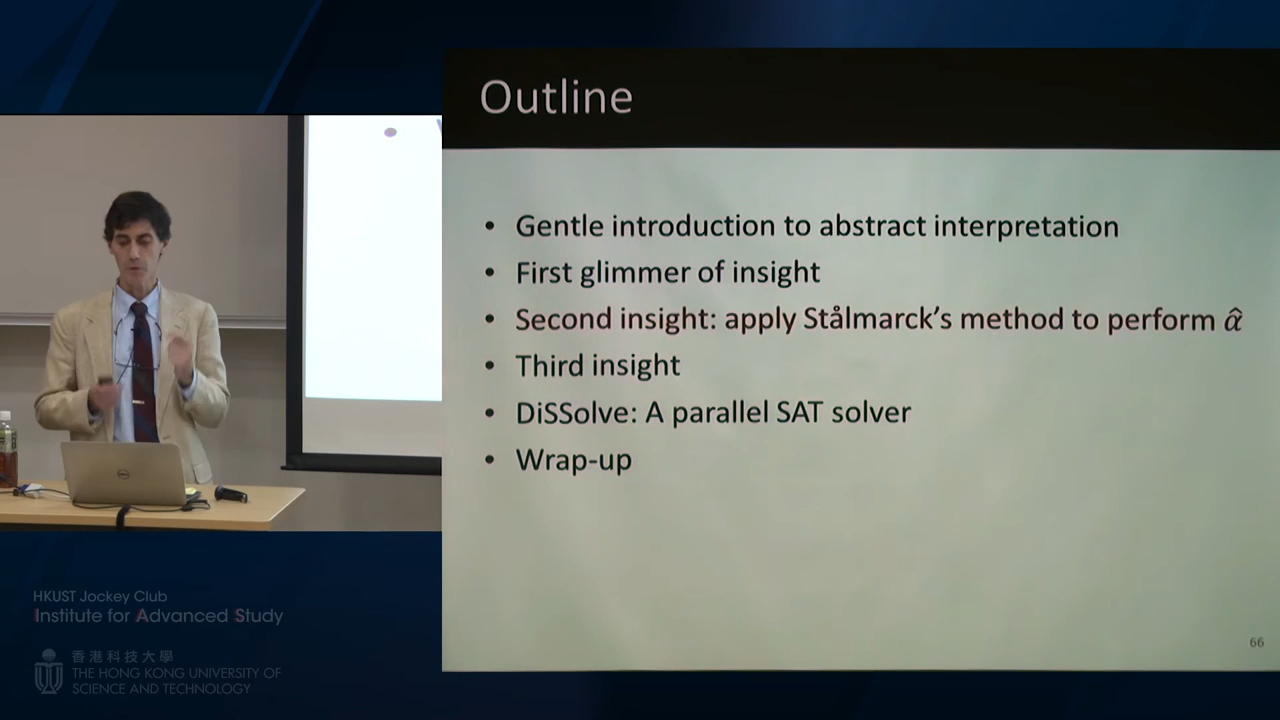 Outline
• Gentle introduction to abstract interpretation
• First glimmer of insight
• Second insight: apply Stålmarck’s method to perform α̂
• Third insight
• DiSSolve: A parallel SAT solver
• Wrap-up
66
HKUST Jockey Club
Institute for Advanced Study
香港科技大學
THE HONG KONG UNIVERSITY OF
SCIENCE AND TECHNOLOGY